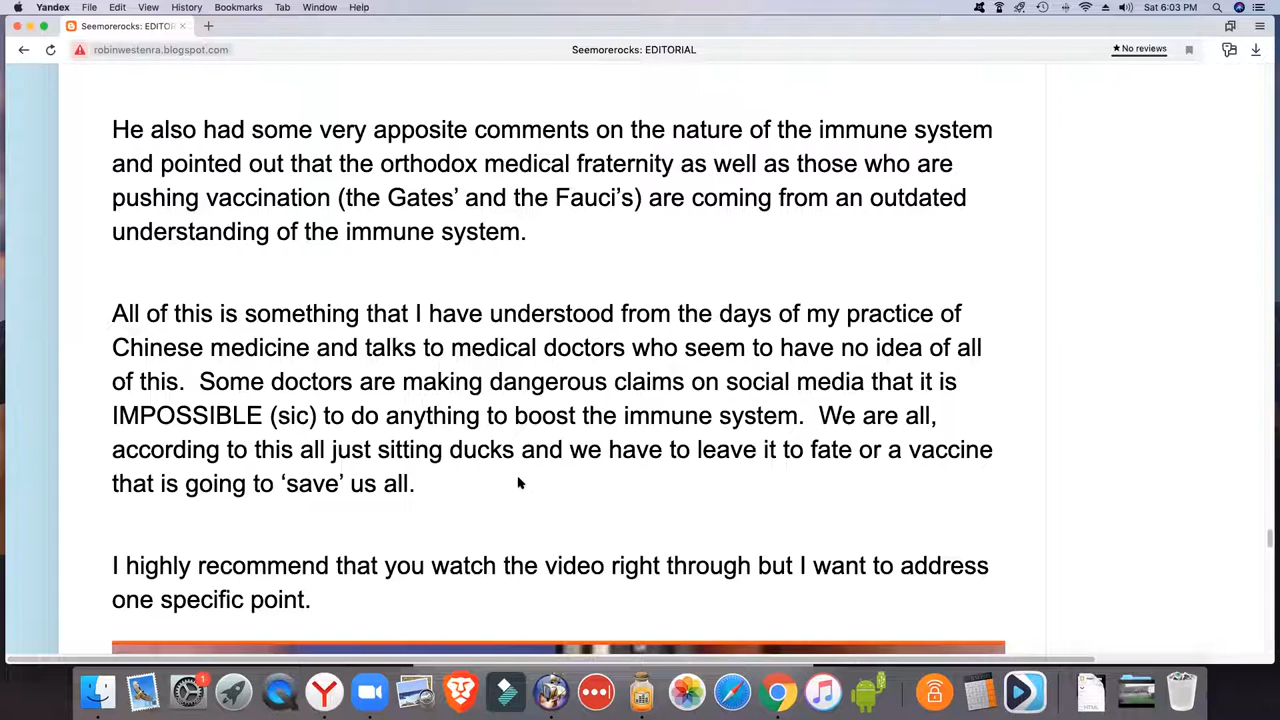 Yandex File Edit View History Bookmarks Tab Window Help Sat 6:03 PM
Seemorerocks: EDITOR
robinwestenra.blogspot.com Seemorerocks: EDITORIAL No reviews
He also had some very apposite comments on the nature of the immune system
and pointed out that the orthodox medical fraternity as well as those who are
pushing vaccination (the Gates’ and the Fauci’s) are coming from an outdated
understanding of the immune system.
All of this is something that I have understood from the days of my practice of
Chinese medicine and talks to medical doctors who seem to have no idea of all
of this.  Some doctors are making dangerous claims on social media that it is
IMPOSSIBLE (sic) to do anything to boost the immune system.  We are all,
according to this all just sitting ducks and we have to leave it to fate or a vaccine
that is going to ‘save’ us all.
I highly recommend that you watch the video right through but I want to address
one specific point.
1
HTML